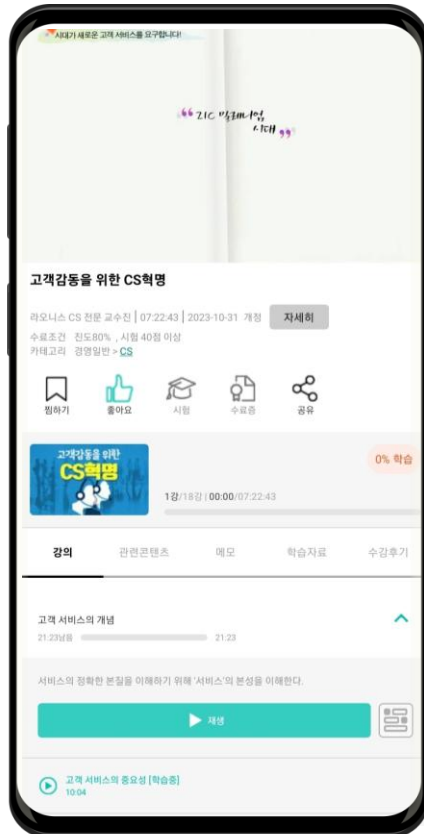 시대가 새로운 고객 서비스를 요구합니다!
“ 21C 밀레니엄
시대 ”
고객감동을 위한 CS혁명
라오니스 CS 전문 교수진 | 07:22:43 | 2023-10-31 개정
자세히
수료조건 진도80% , 시험 40점 이상
카테고리 경영일반 > CS
찜하기
좋아요
시험
수료증
공유
고객감동을 위한
CS혁명
0% 학습
1강/18강 | 00:00/07:22:43
강의
관련콘텐츠
메모
학습자료
수강후기
고객 서비스의 개념
21:23남음
21:23
서비스의 정확한 본질을 이해하기 위해 '서비스'의 본성을 이해한다.
재생
고객 서비스의 중요성 [학습중]
10:04